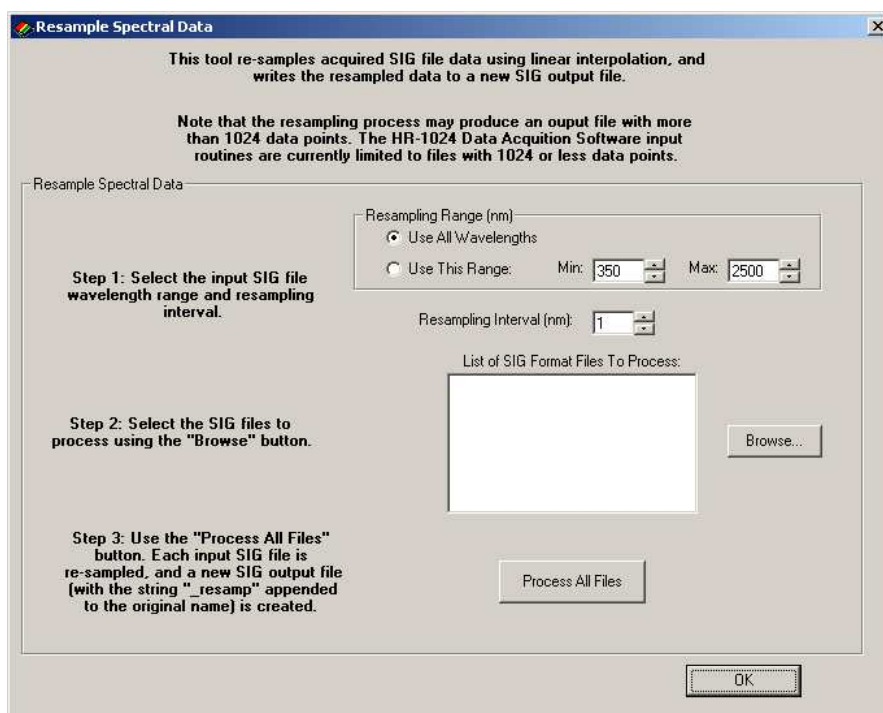 Resample Spectral Data
This tool re-samples acquired SIG file data using linear interpolation, and
writes the resampled data to a new SIG output file.
Note that the resampling process may produce an ouput file with more
than 1024 data points. The HR-1024 Data Acquition Software input
routines are currently limited to files with 1024 or less data points.
Resample Spectral Data
Resampling Range (nm)
Use All Wavelengths
Use This Range: Min: 350 Max: 2500
Step 1: Select the input SIG file
wavelength range and resampling
interval.
Resampling Interval (nm): 1
List of SIG Format Files To Process:
Step 2: Select the SIG files to
process using the "Browse" button.
Browse...
Step 3: Use the "Process All Files"
button. Each input SIG file is
re-sampled, and a new SIG output file
(with the string "_resamp" appended
to the original name) is created.
Process All Files
OK